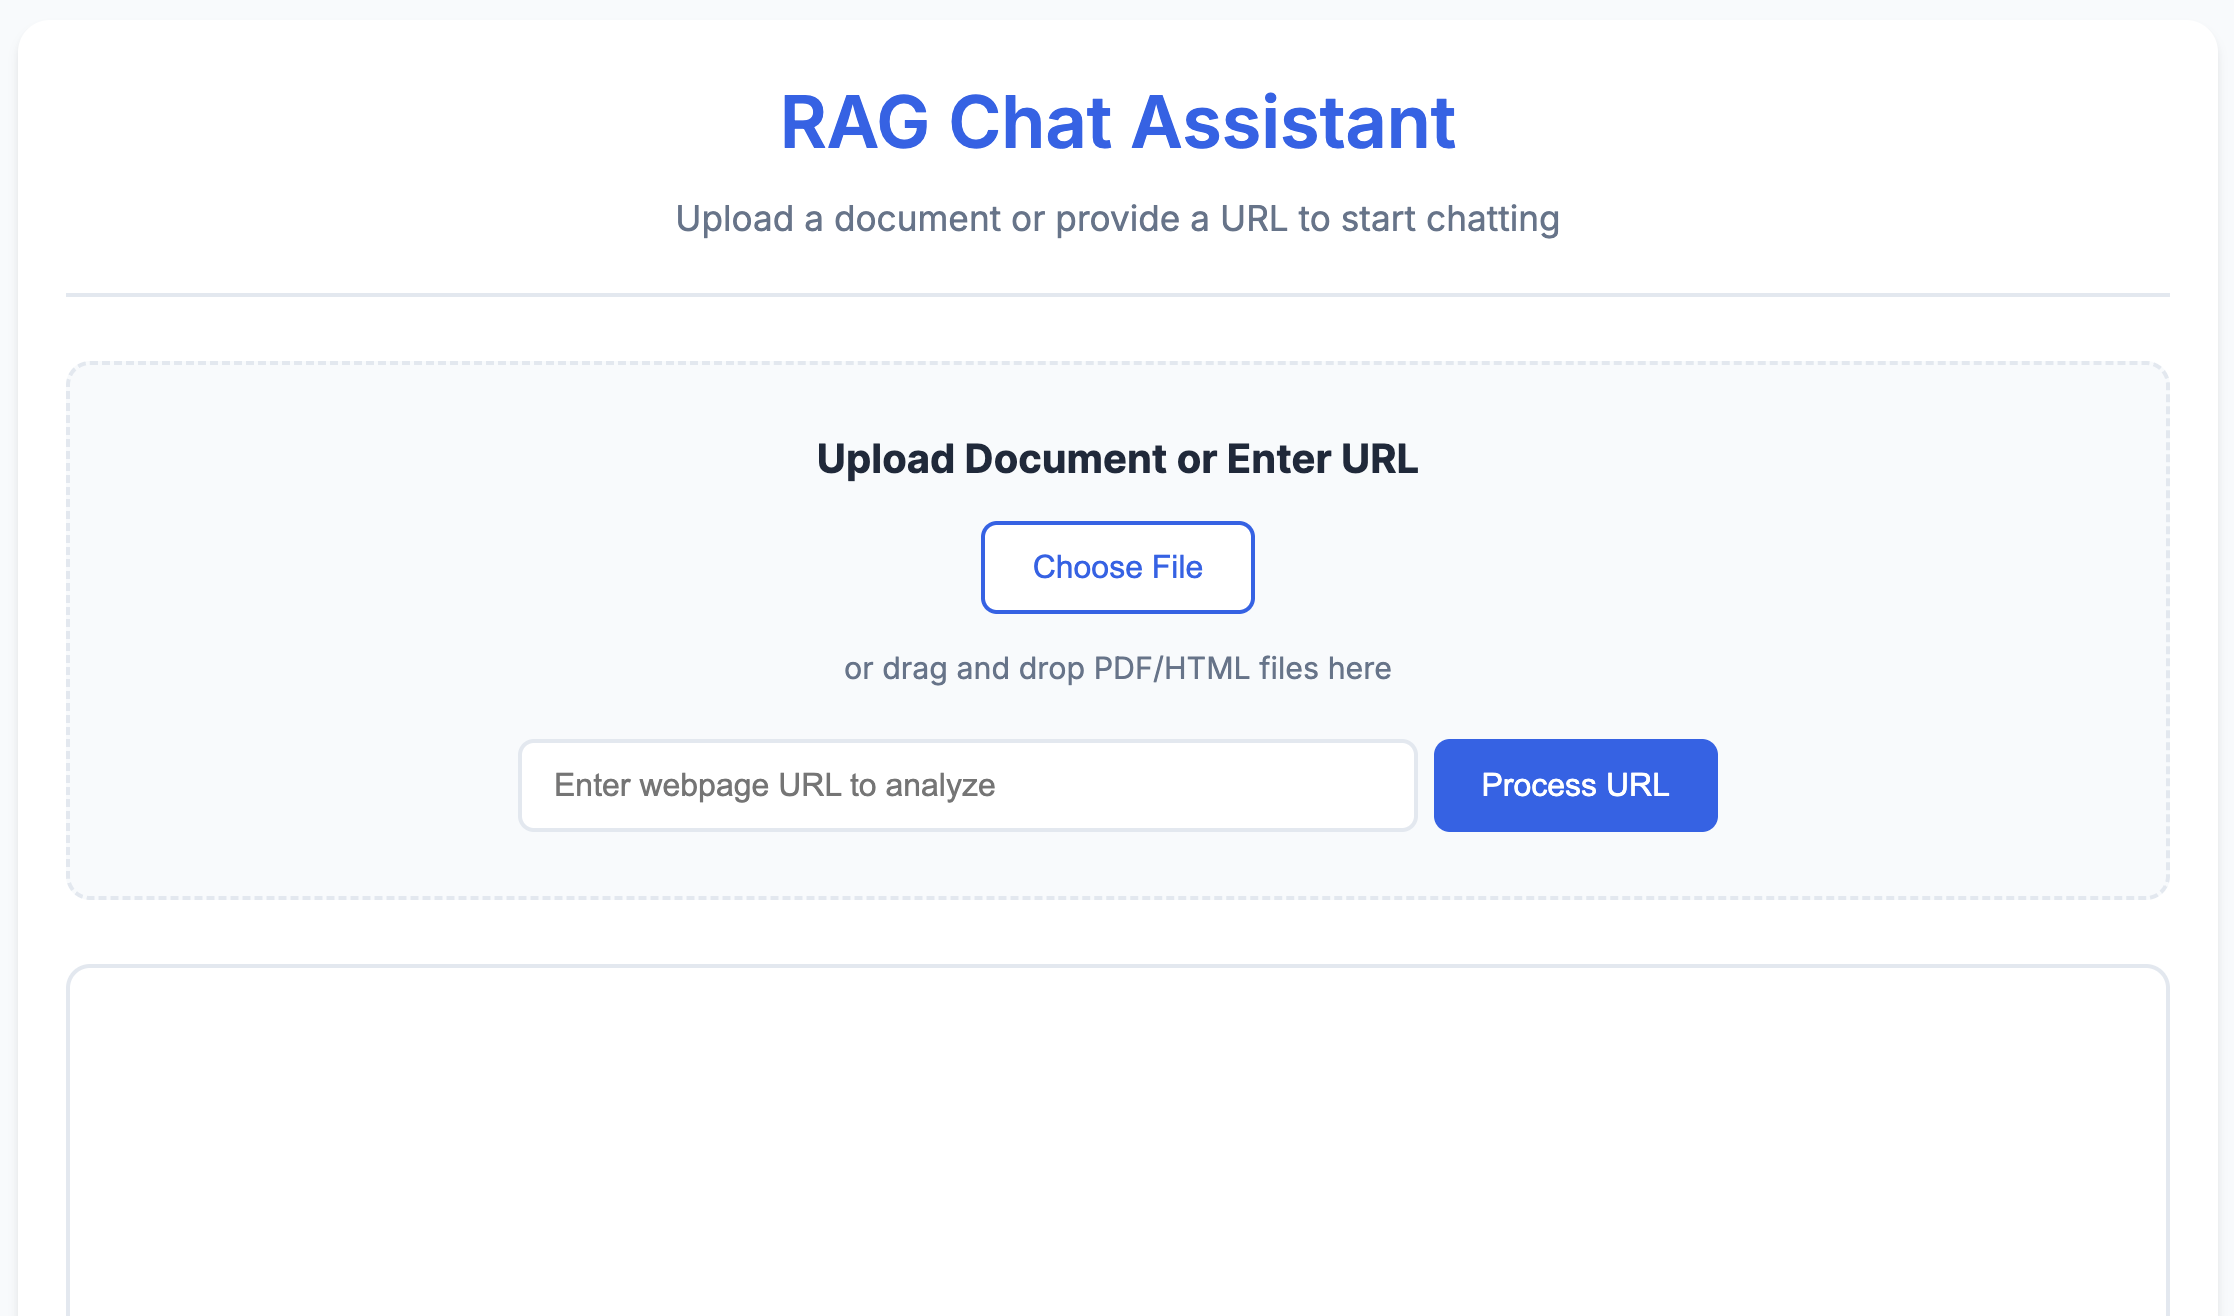 RAG Chat Assistant
Upload a document or provide a URL to start chatting
Upload Document or Enter URL
Choose File
or drag and drop PDF/HTML files here
Enter webpage URL to analyze
Process URL